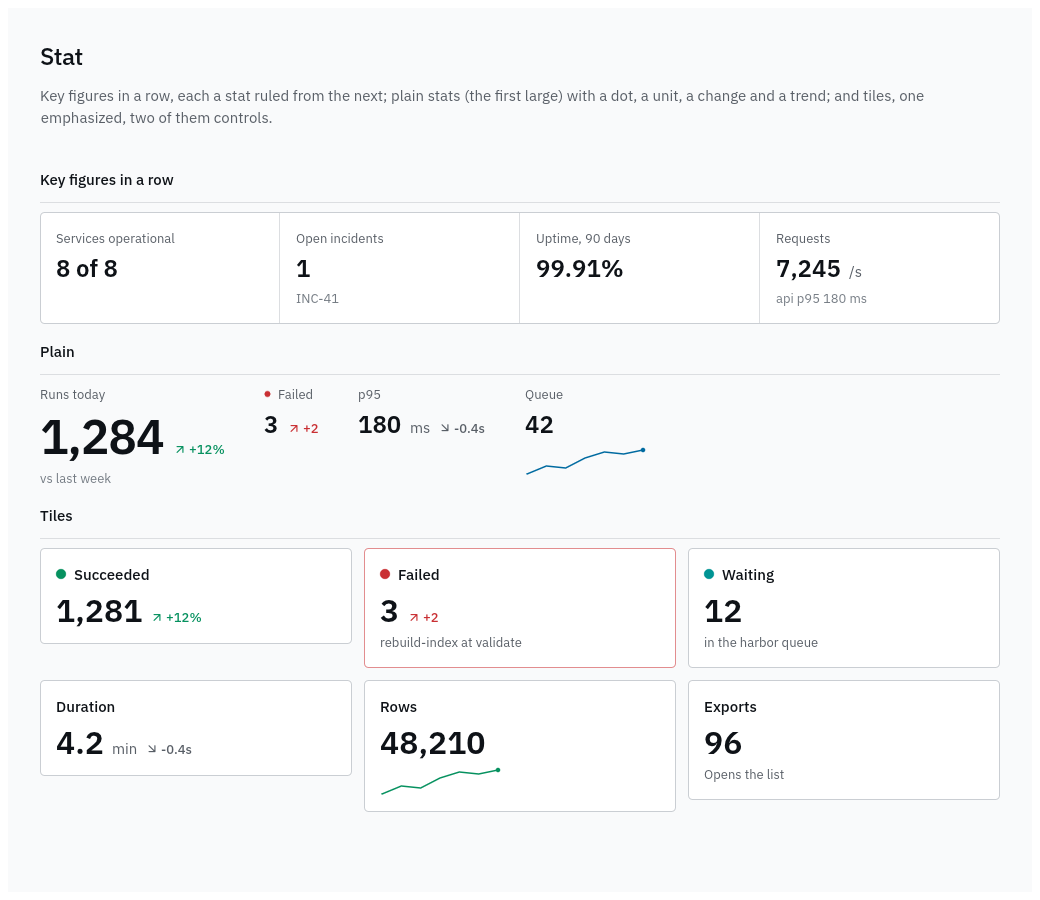 Stat
Key figures in a row, each a stat ruled from the next; plain stats (the first large) with a dot, a unit, a change and a trend; and tiles, one
emphasized, two of them controls.
Key figures in a row
Services operational
8 of 8
Open incidents
1
INC-41
Uptime, 90 days
99.91%
Requests
7,245 /s
api p95 180 ms
Plain
Runs today
1,284 +12%
vs last week
Failed
3 +2
p95
180 ms -0.4s
Queue
42
Tiles
Succeeded
1,281 +12%
Failed
3 +2
rebuild-index at validate
Waiting
12
in the harbor queue
Duration
4.2 min -0.4s
Rows
48,210
Exports
96
Opens the list